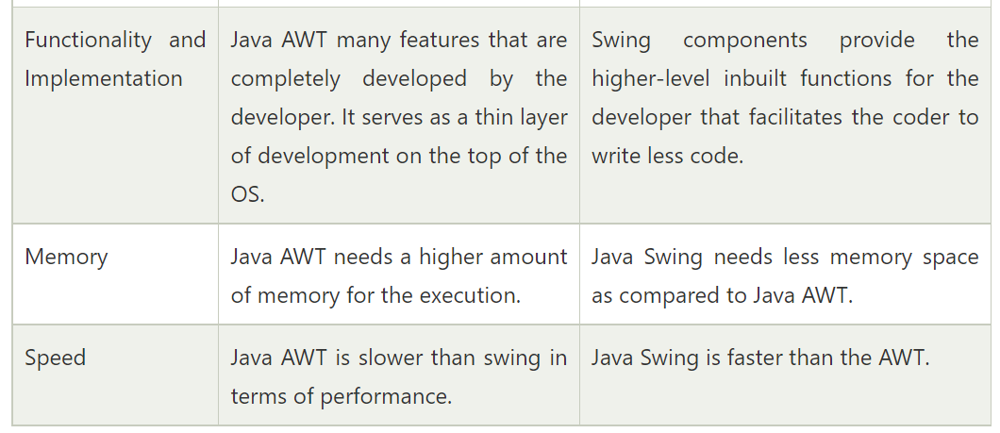 Functionality and
Implementation
Java AWT many features that are
completely developed by the
developer. It serves as a thin layer
of development on the top of the
OS.
Swing components provide the
higher-level inbuilt functions for the
developer that facilitates the coder to
write less code.
Memory
Java AWT needs a higher amount
of memory for the execution.
Java Swing needs less memory space
as compared to Java AWT.
Speed
Java AWT is slower than swing in
terms of performance.
Java Swing is faster than the AWT.